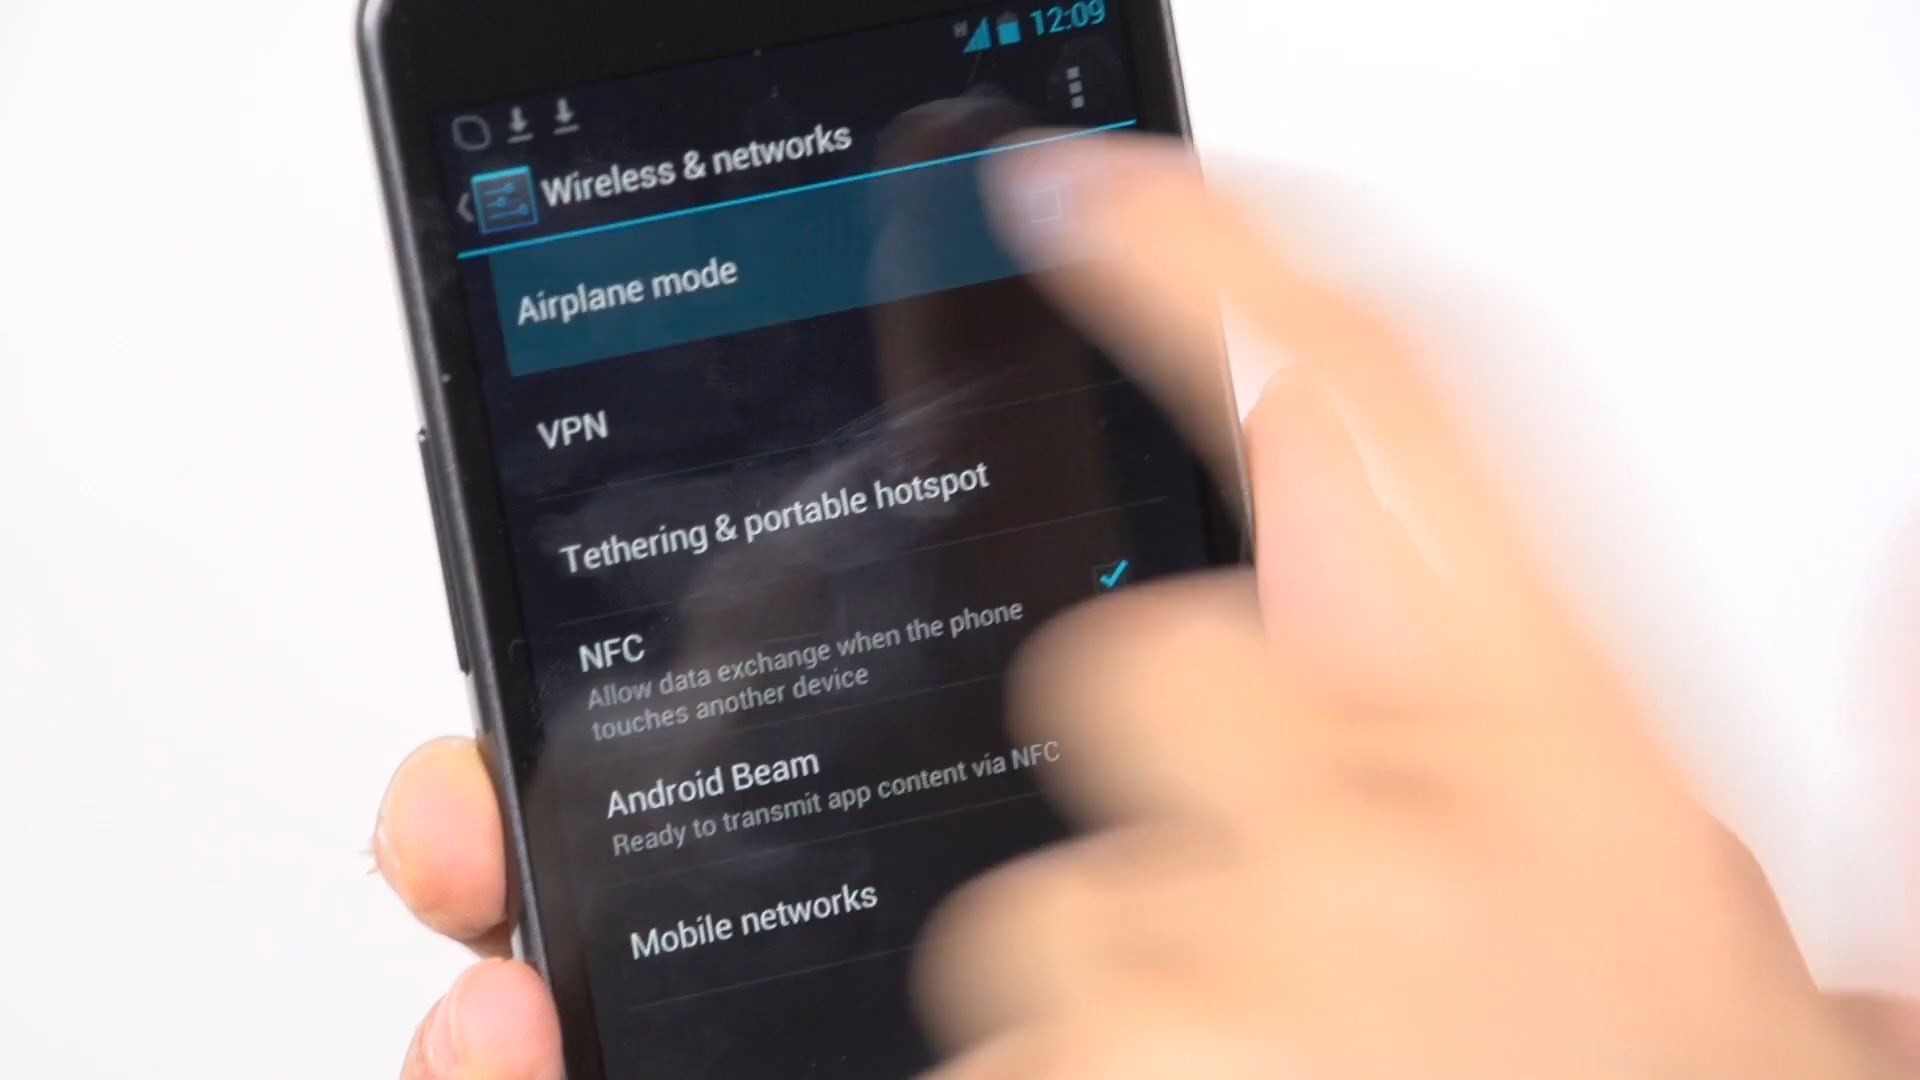 12:09
Wireless & networks
Airplane mode
VPN
Tethering & portable hotspot
NFC
Allow data exchange when the phone
touches another device
Android Beam
Ready to transmit app content via NFC
Mobile networks